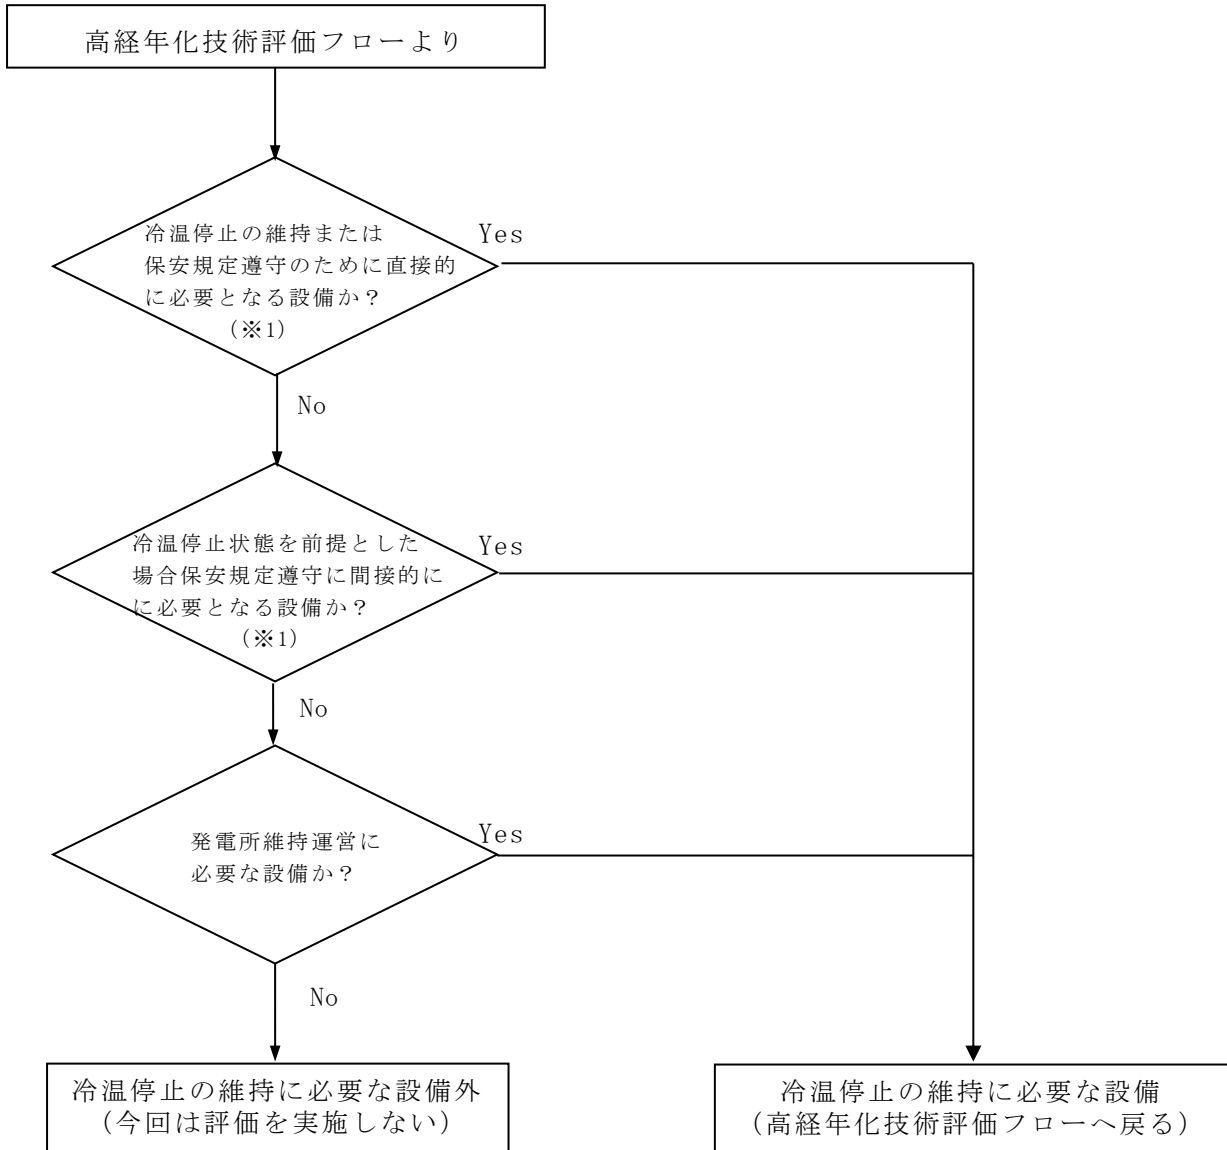 高経年化技術評価フローより
冷温停止の維持または
保安規定遵守のために直接的
に必要となる設備か？
(※1)
Yes
No
冷温停止状態を前提とした
場合保安規定遵守に間接的に
に必要となる設備か？
(※1)
Yes
No
発電所維持運営に
必要な設備か？
Yes
No
冷温停止の維持に必要な設備外
(今回は評価を実施しない)
冷温停止の維持に必要な設備
(高経年化技術評価フローへ戻る)